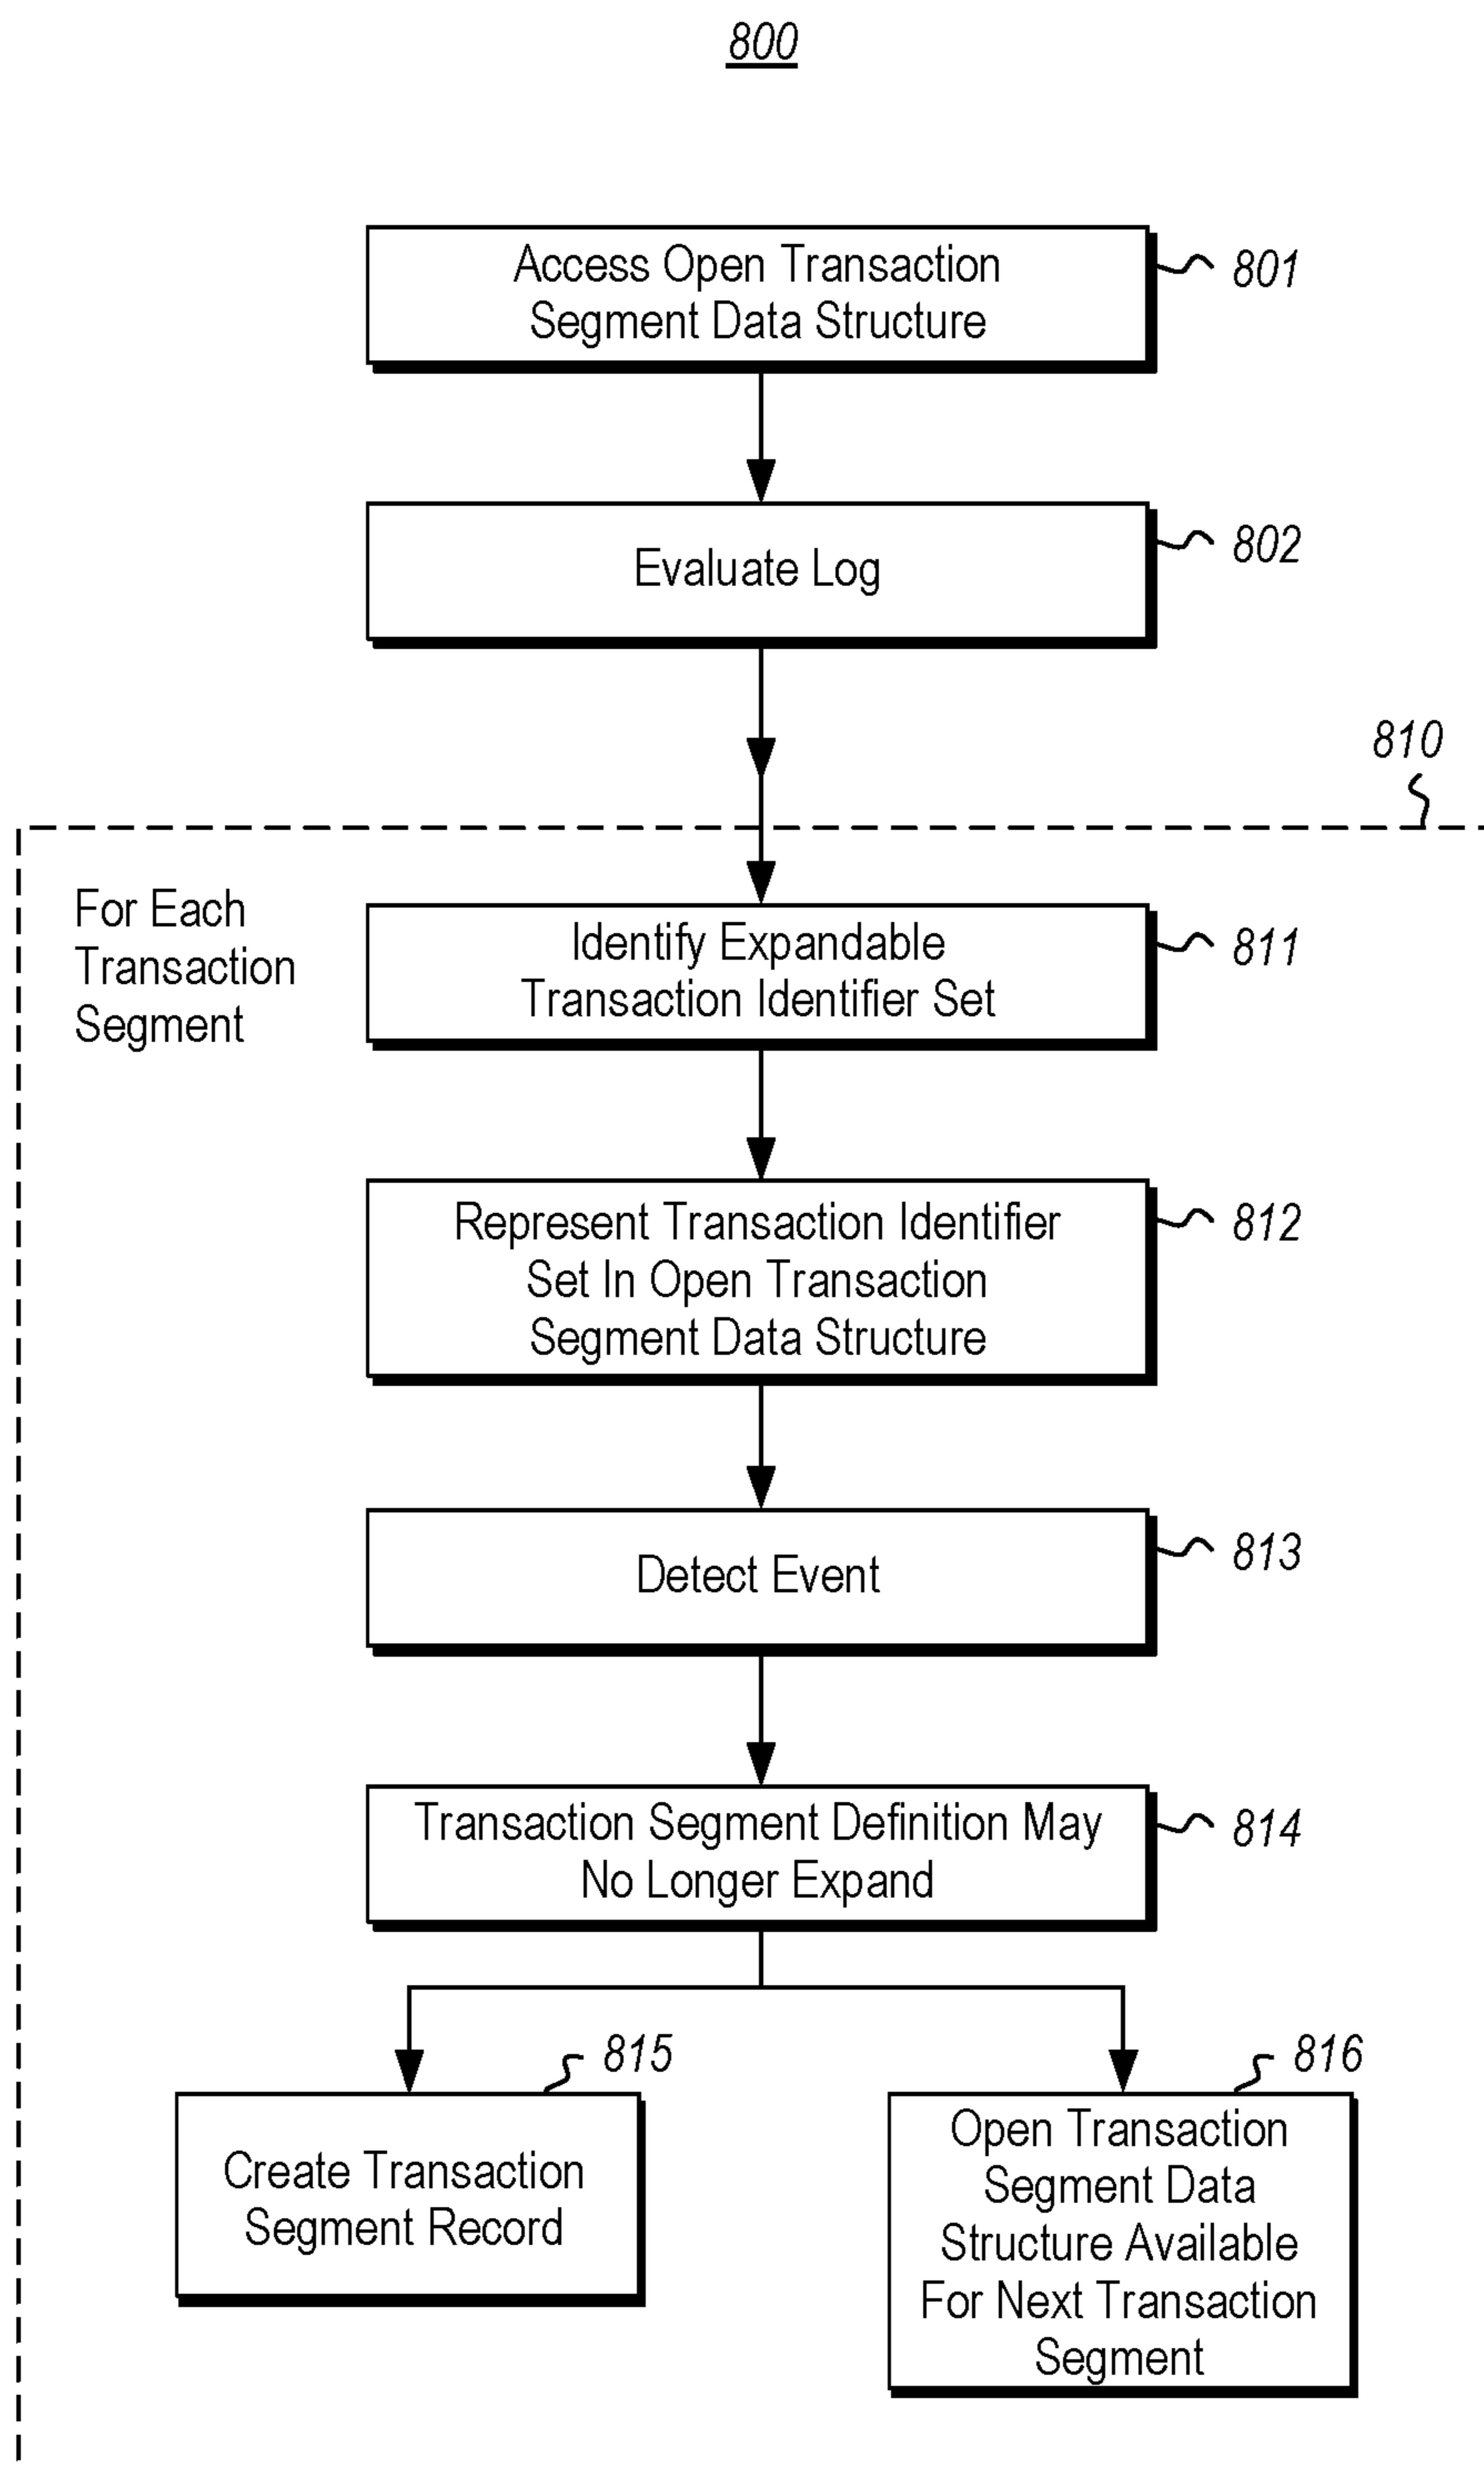 800
Access Open Transaction
Segment Data Structure
801
Evaluate Log
802
810
For Each
Transaction
Segment
Identify Expandable
Transaction Identifier Set
811
Represent Transaction Identifier
Set In Open Transaction
Segment Data Structure
812
Detect Event
813
Transaction Segment Definition May
No Longer Expand
814
815
Create Transaction
Segment Record
816
Open Transaction
Segment Data
Structure Available
For Next Transaction
Segment